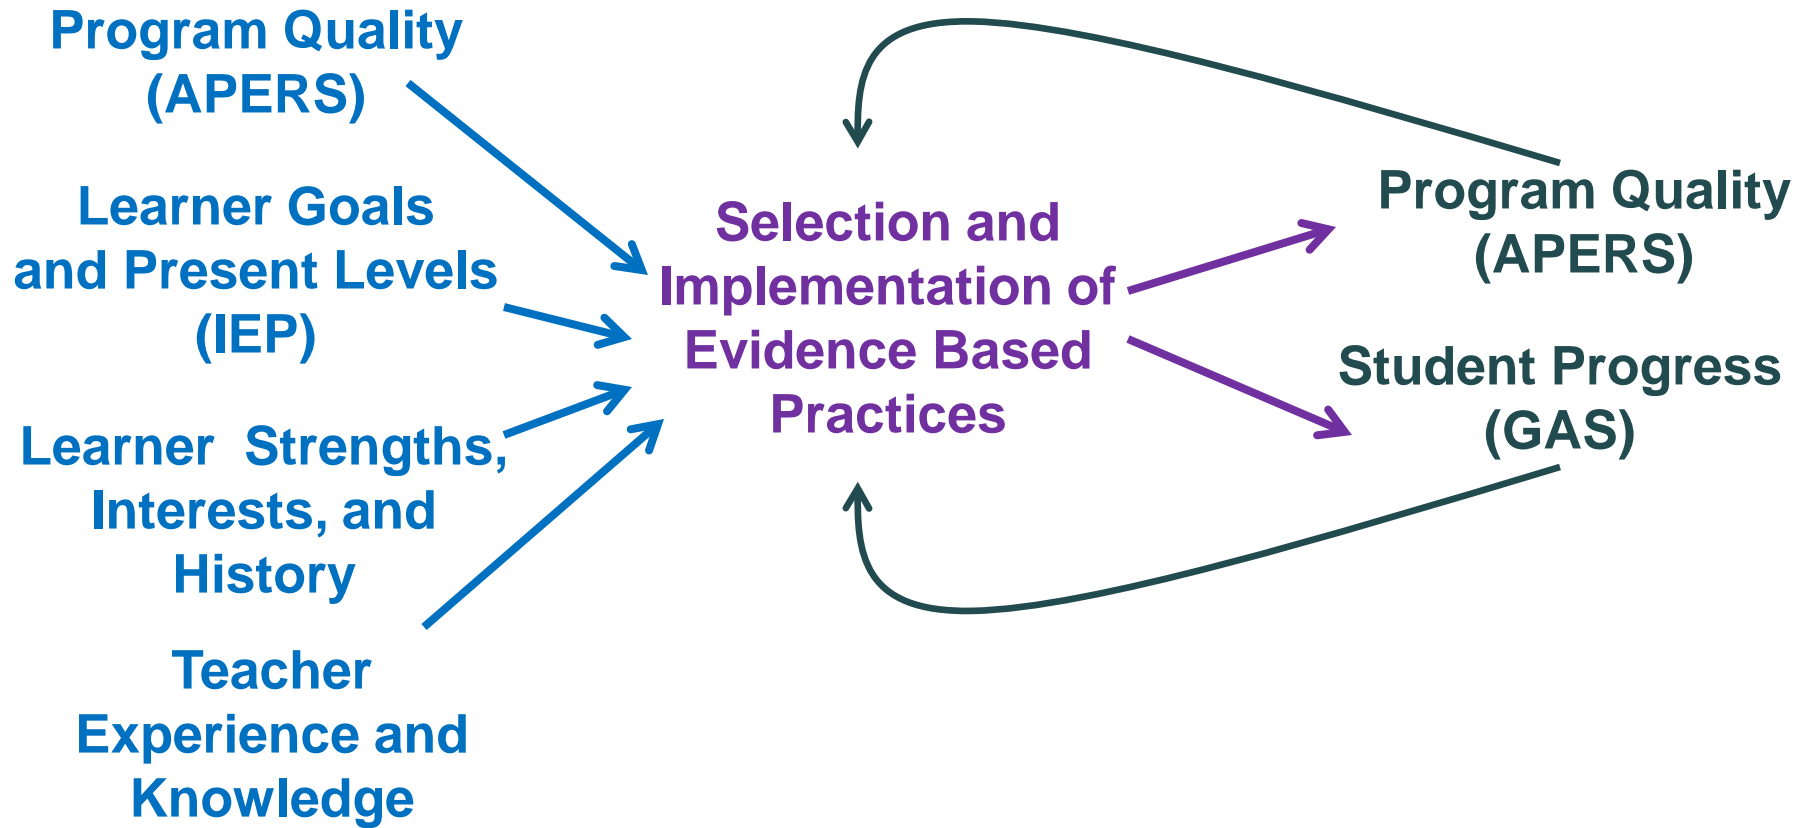 Program Quality
(APERS)
Learner Goals
and Present Levels
(IEP)
Learner  Strengths,
Interests, and
History
Teacher
Experience and
Knowledge
Selection and
Implementation of
Evidence Based
Practices
Program Quality
(APERS)
Student Progress
(GAS)